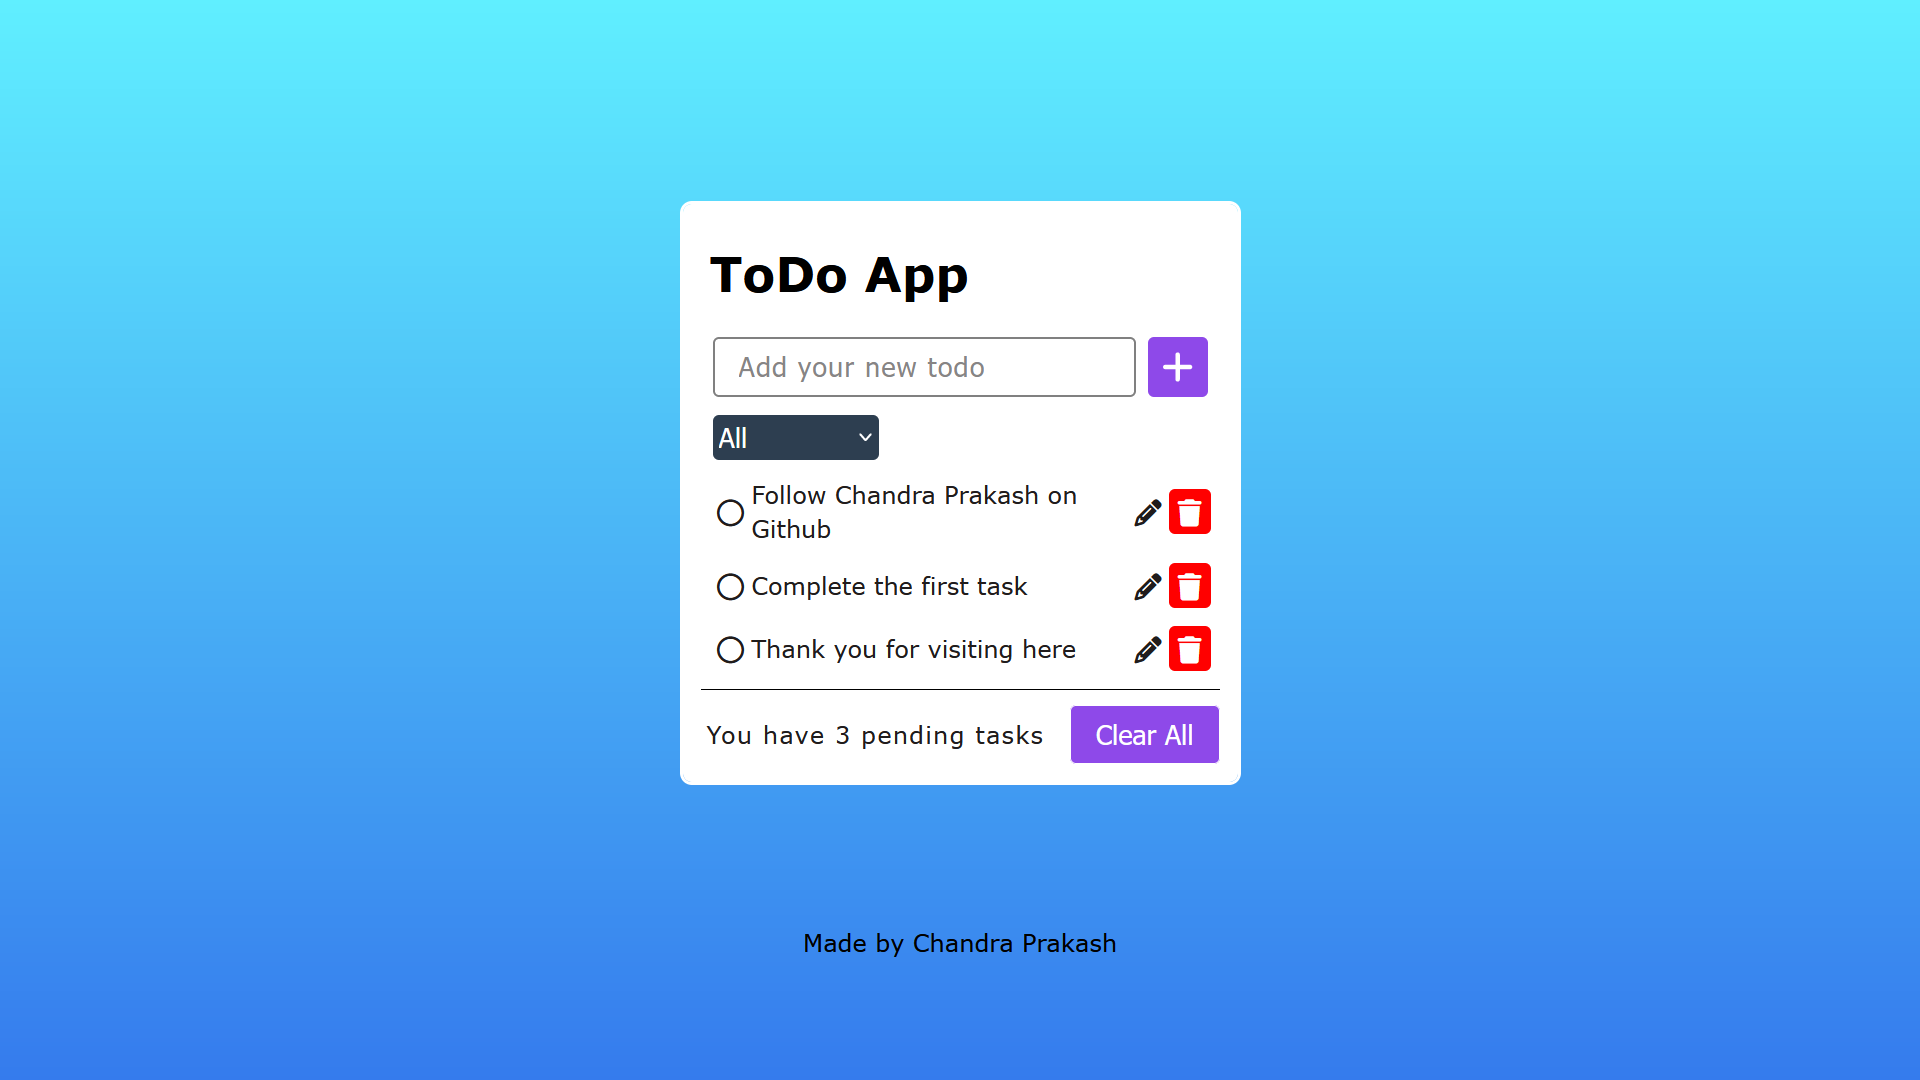 ToDo App
Add your new todo
All
Follow Chandra Prakash on
Github
Complete the first task
Thank you for visiting here
You have 3 pending tasks
Clear All
Made by Chandra Prakash